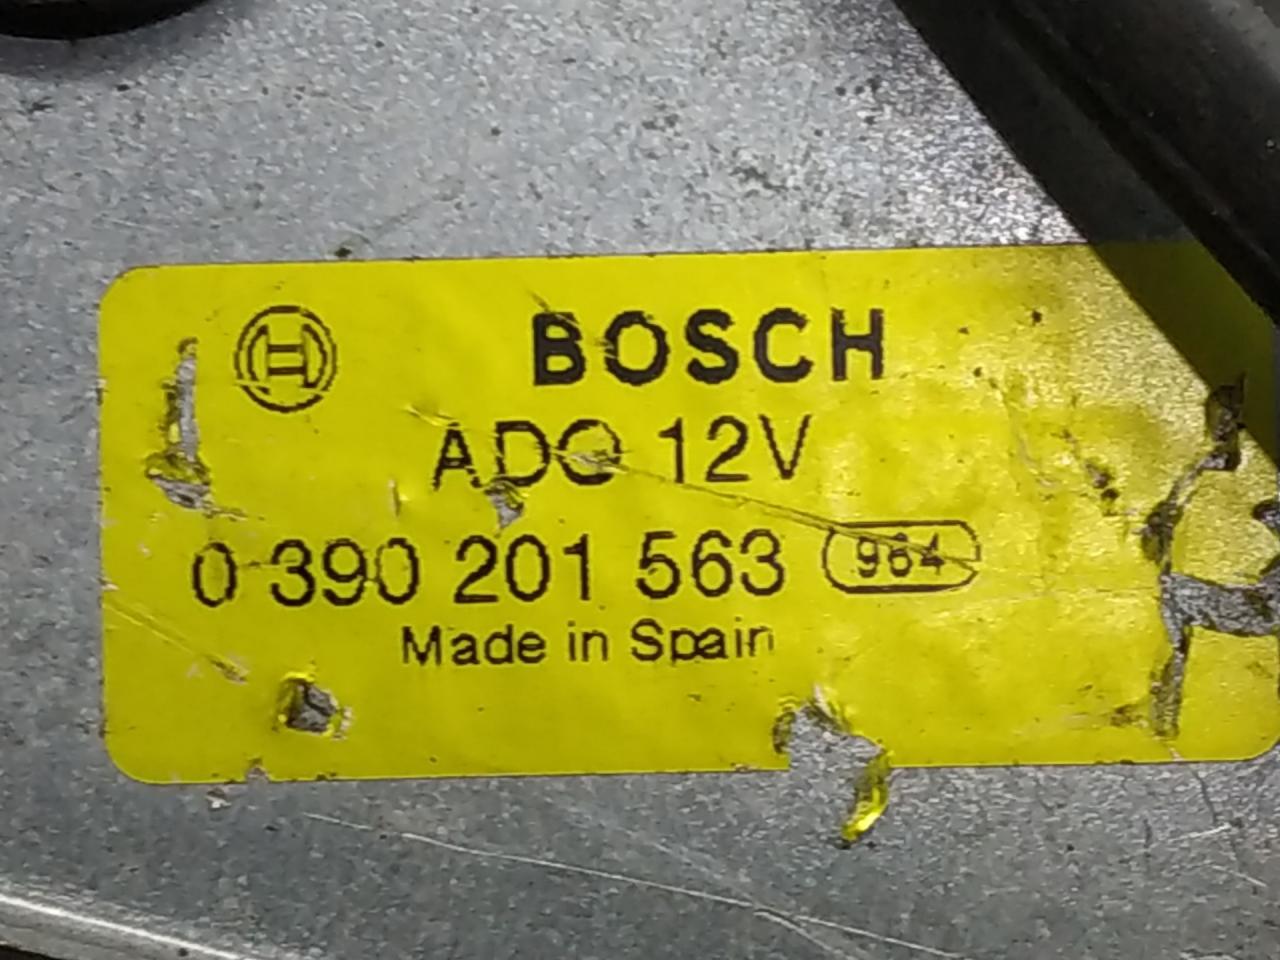 BOSCH
ADO 12V
0 390 201 563 964
Made in Spain